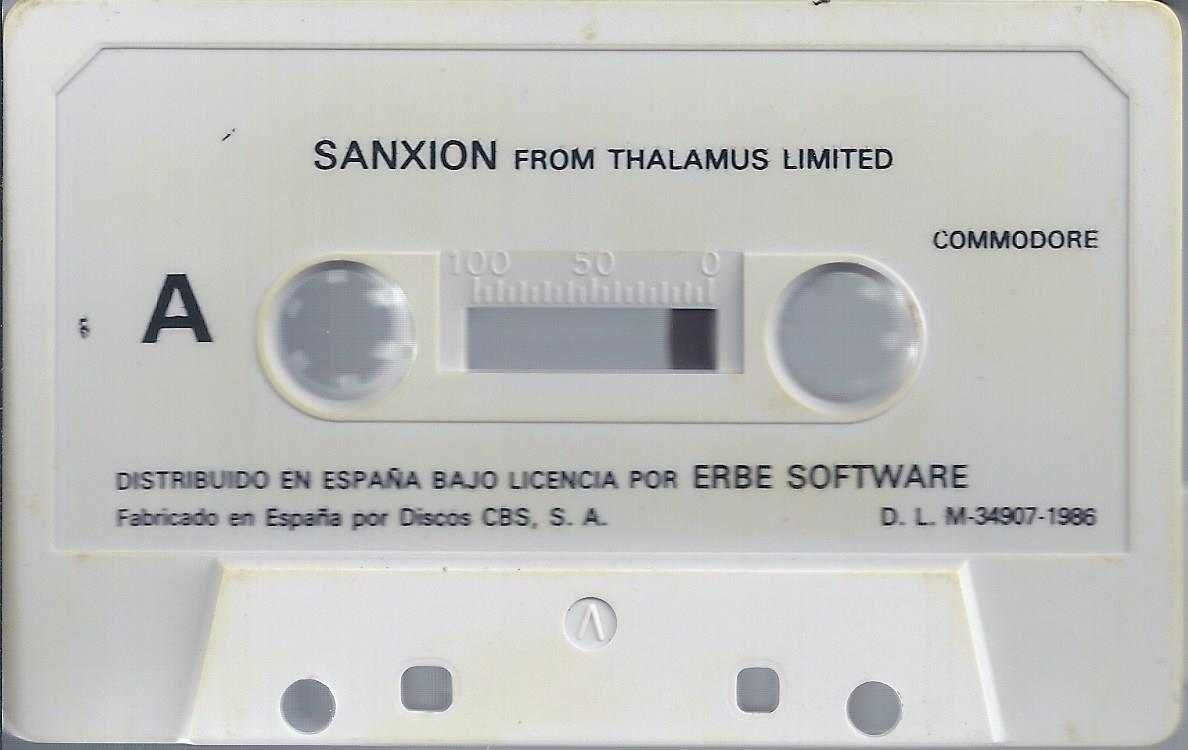 SANXION FROM THALAMUS LIMITED
COMMODORE
100 50 0
A
DISTRIBUIDO EN ESPAÑA BAJO LICENCIA POR ERBE SOFTWARE
Fabricado en España por Discos CBS, S. A.
D. L. M-34907-1986